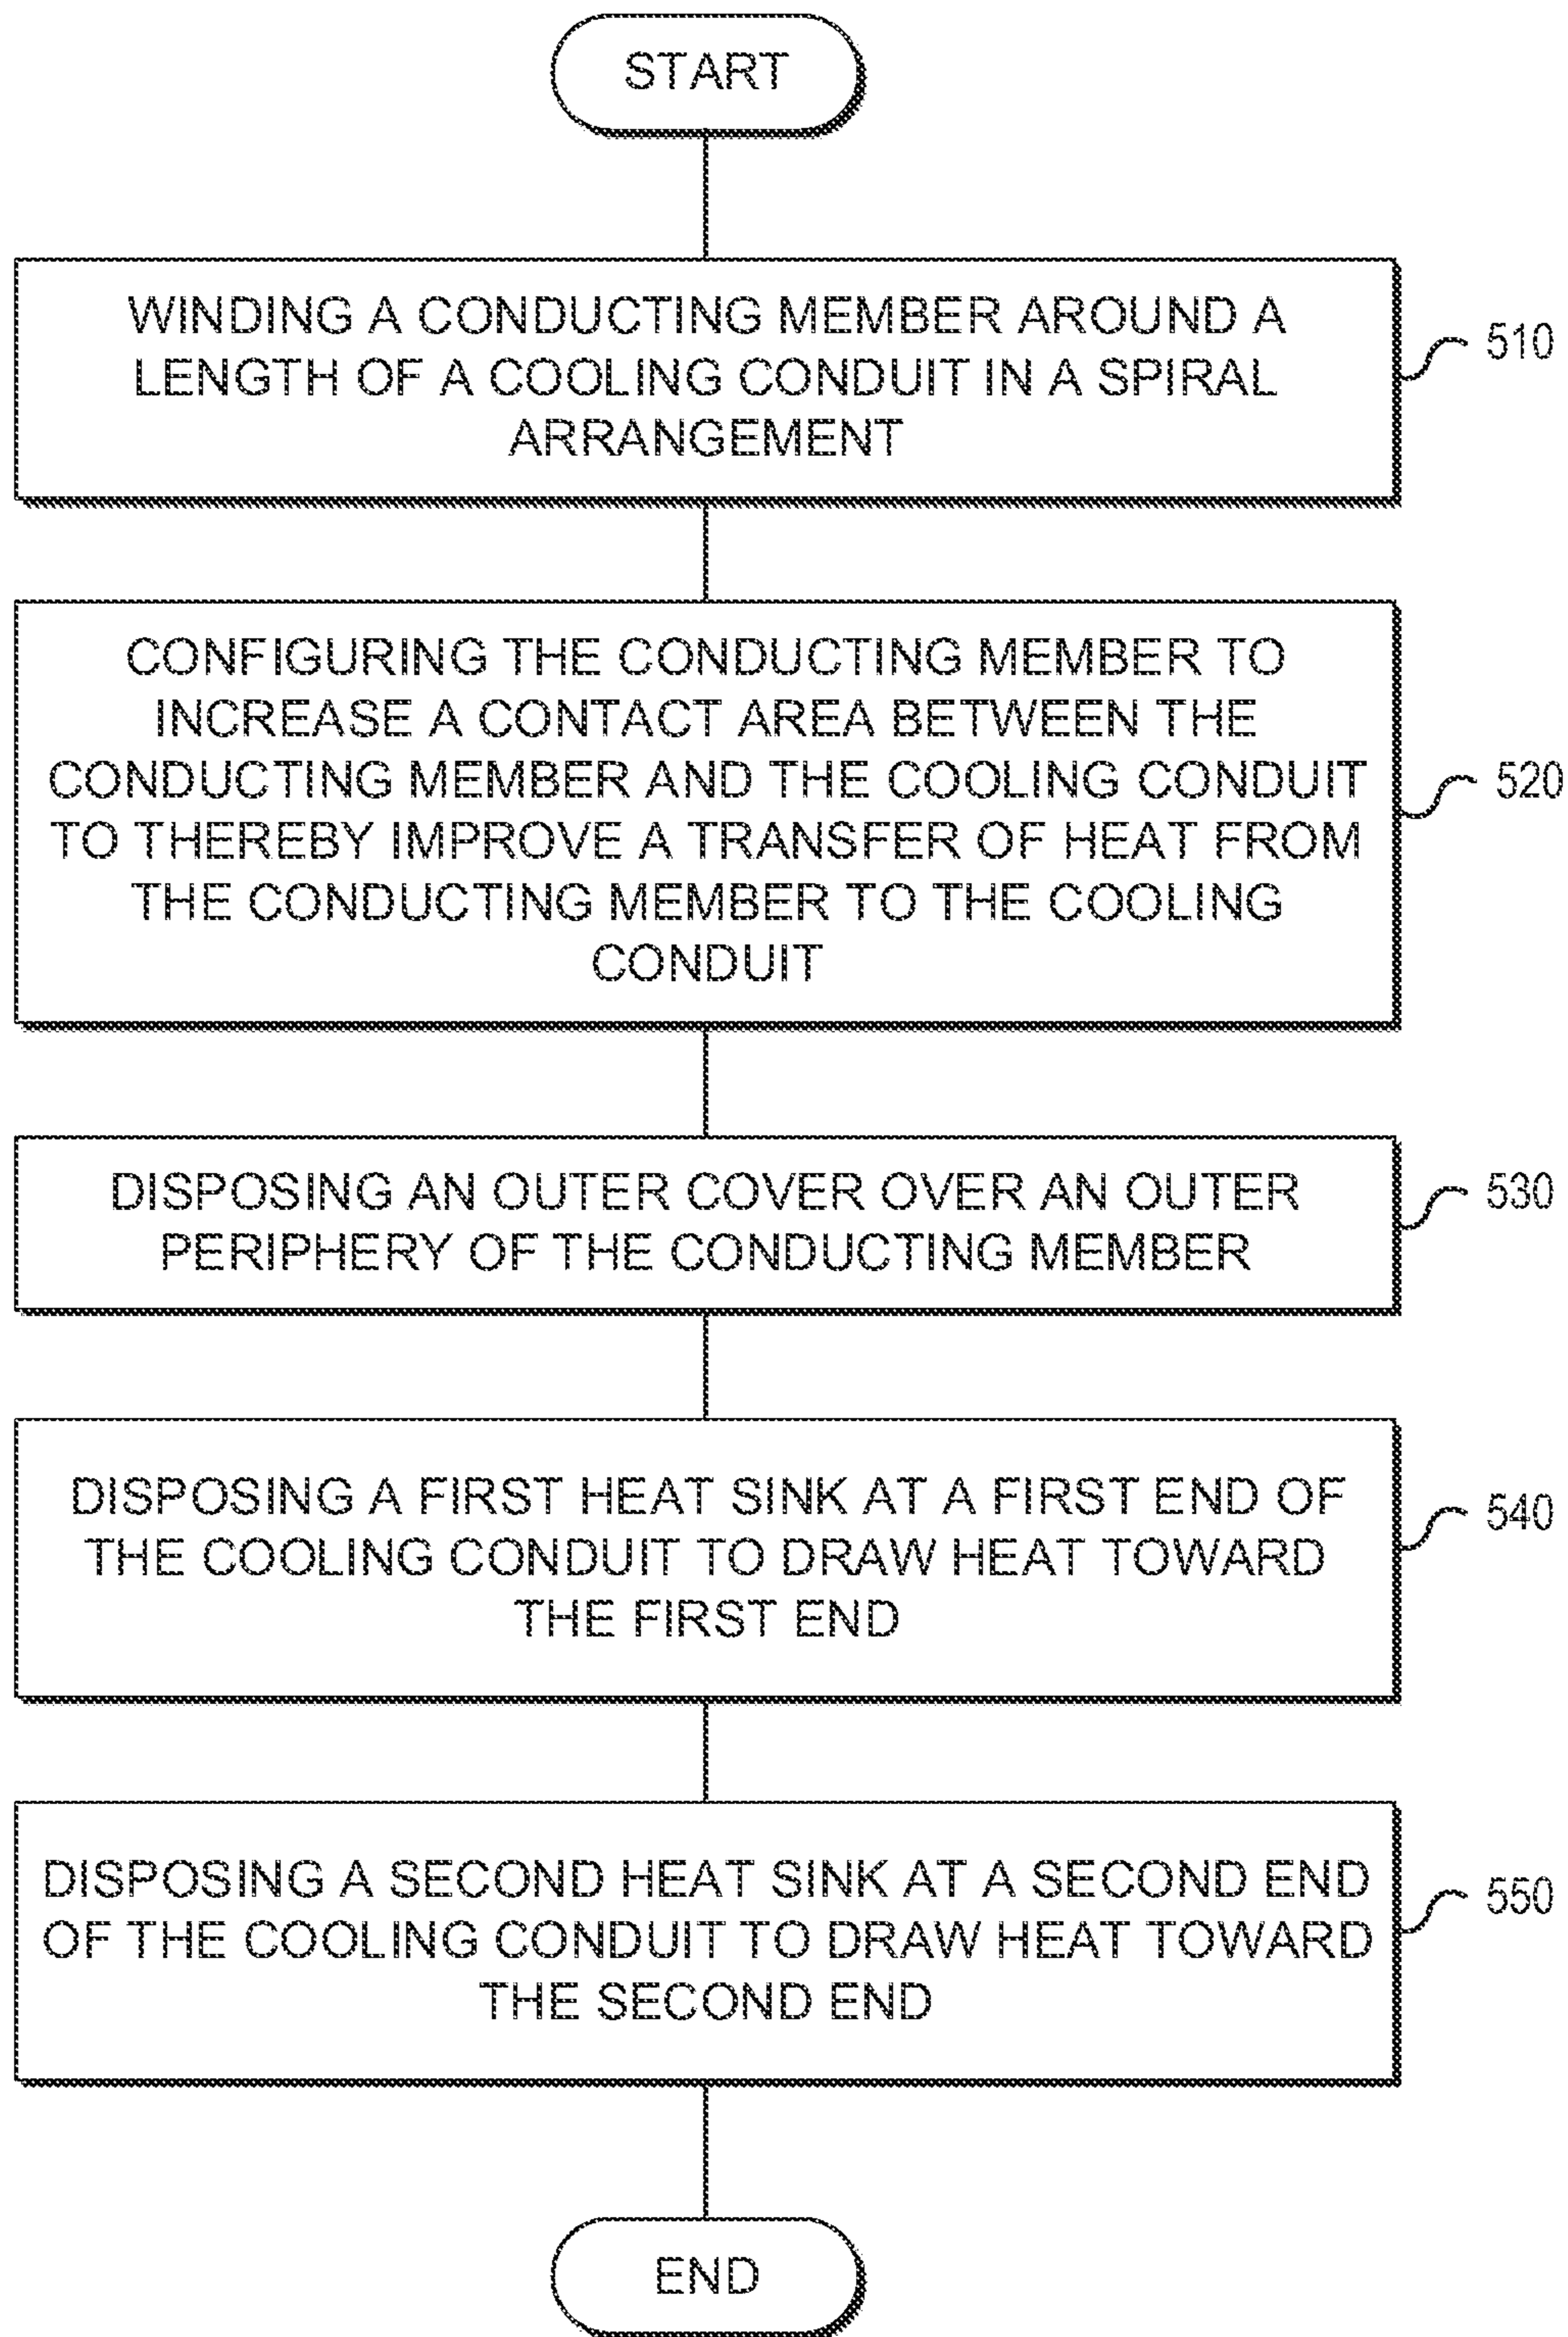 START
WINDING A CONDUCTING MEMBER AROUND A
LENGTH OF A COOLING CONDUIT IN A SPIRAL
ARRANGEMENT
510
CONFIGURING THE CONDUCTING MEMBER TO
INCREASE A CONTACT AREA BETWEEN THE
CONDUCTING MEMBER AND THE COOLING CONDUIT
TO THEREBY IMPROVE A TRANSFER OF HEAT FROM
THE CONDUCTING MEMBER TO THE COOLING
CONDUIT
520
DISPOSING AN OUTER COVER OVER AN OUTER
PERIPHERY OF THE CONDUCTING MEMBER
530
DISPOSING A FIRST HEAT SINK AT A FIRST END OF
THE COOLING CONDUIT TO DRAW HEAT TOWARD
THE FIRST END
540
DISPOSING A SECOND HEAT SINK AT A SECOND END
OF THE COOLING CONDUIT TO DRAW HEAT TOWARD
THE SECOND END
550
END